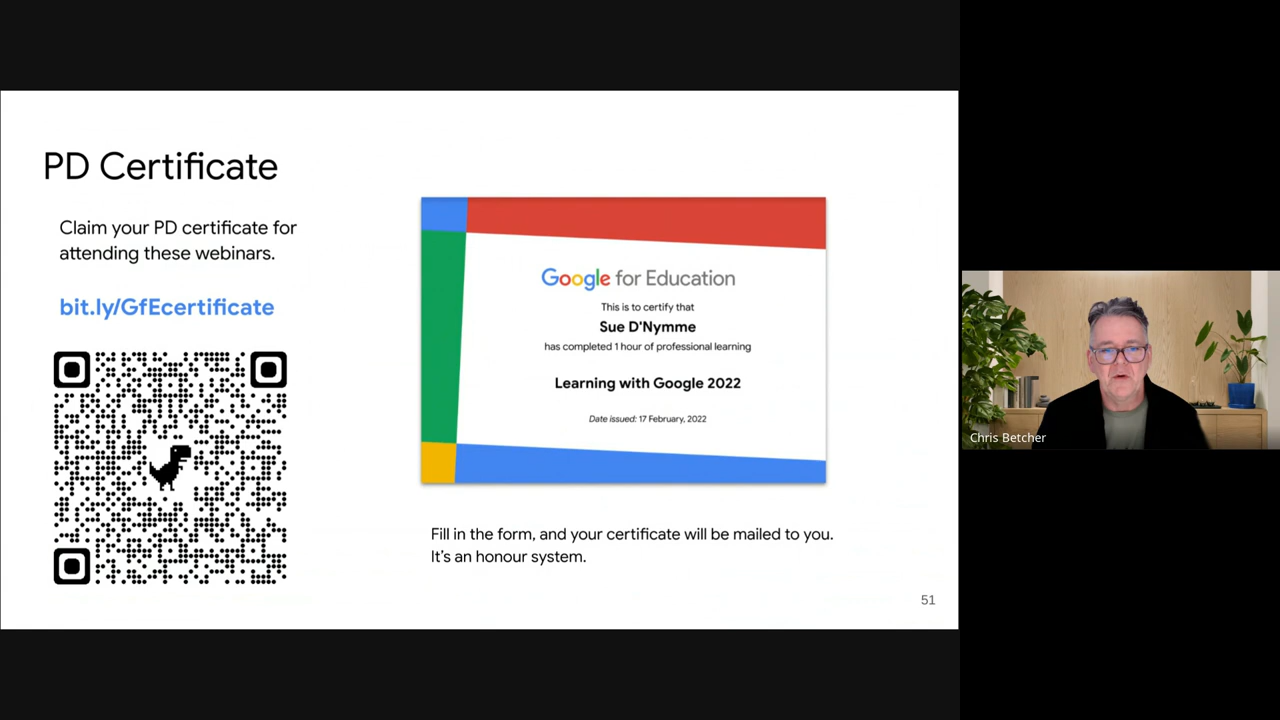 PD Certificate
Claim your PD certificate for
attending these webinars.
bit.ly/GfEcertificate
Google for Education
This is to certify that
Sue D'Nymme
has completed 1 hour of professional learning
Learning with Google 2022
Date issued: 17 February, 2022
Fill in the form, and your certificate will be mailed to you.
It's an honour system.
51
Chris Betcher